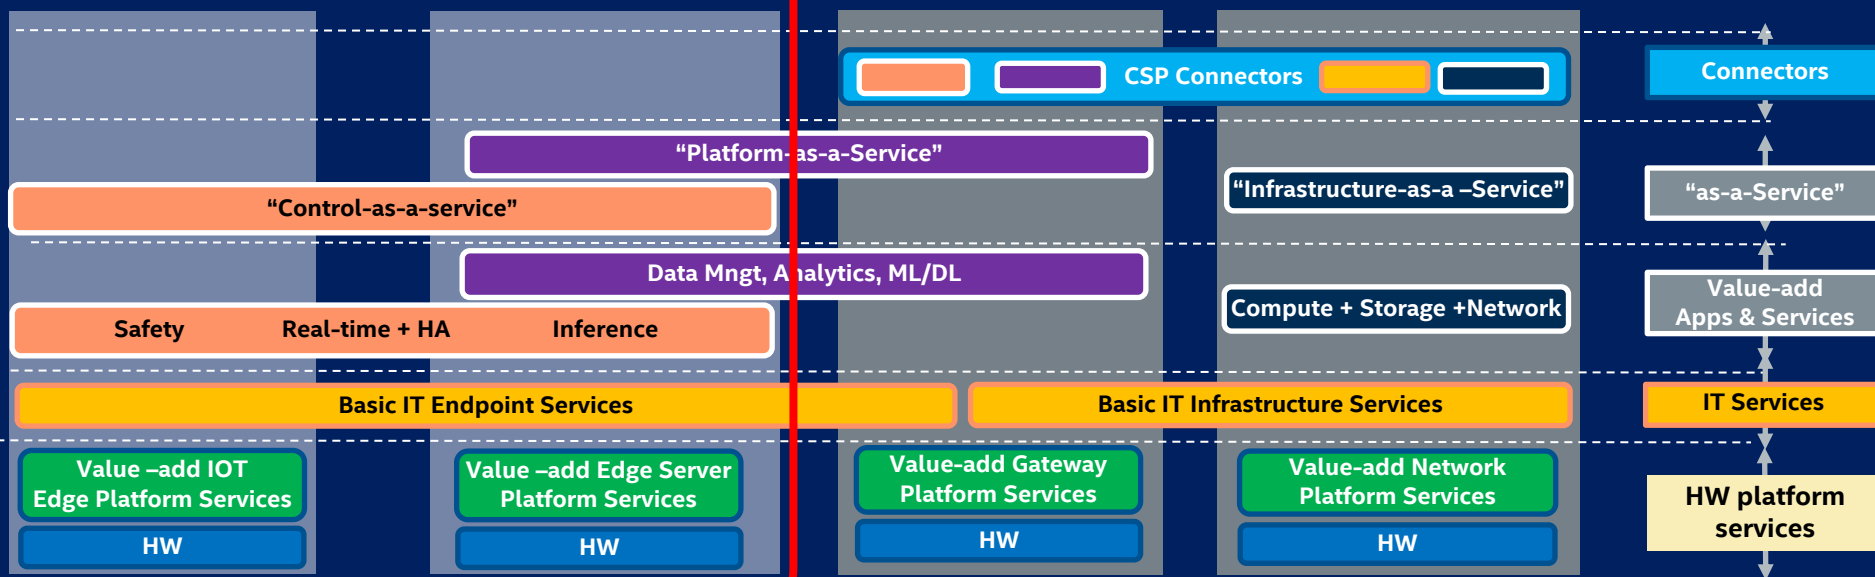 CSP Connectors
Connectors
“Platform-as-a-Service”
“Infrastructure-as-a –Service”
“as-a-Service”
“Control-as-a-service”
Data Mngt, Analytics, ML/DL
Value-add
Apps & Services
Compute + Storage +Network
Safety
Real-time + HA
Inference
Basic IT Endpoint Services
Basic IT Infrastructure Services
IT Services
Value –add IOT
Edge Platform Services
Value –add Edge Server
Platform Services
Value-add Gateway
Platform Services
Value-add Network
Platform Services
HW platform
services
HW
HW
HW
HW